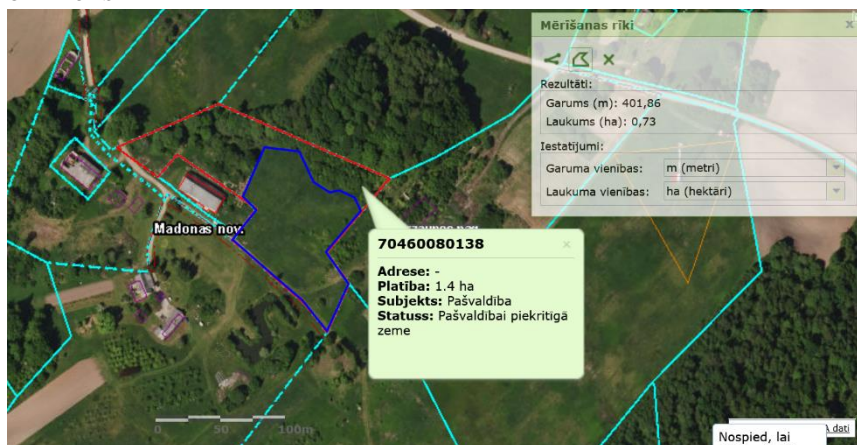 Mērīšanas rīki
x
Rezultāti:
Garums (m): 401,86
Laukums (ha): 0,73
Iestatījumi:
Garuma vienības: m (metri)
Laukuma vienības: ha (hektāri)
Madonas nov.
70460080138
×
Adrese: -
Platība: 1.4 ha
Subjekts: Pašvaldība
Statuss: Pašvaldībai piekritīgā
zeme
0 50 100m
A dati
Nospied, lai